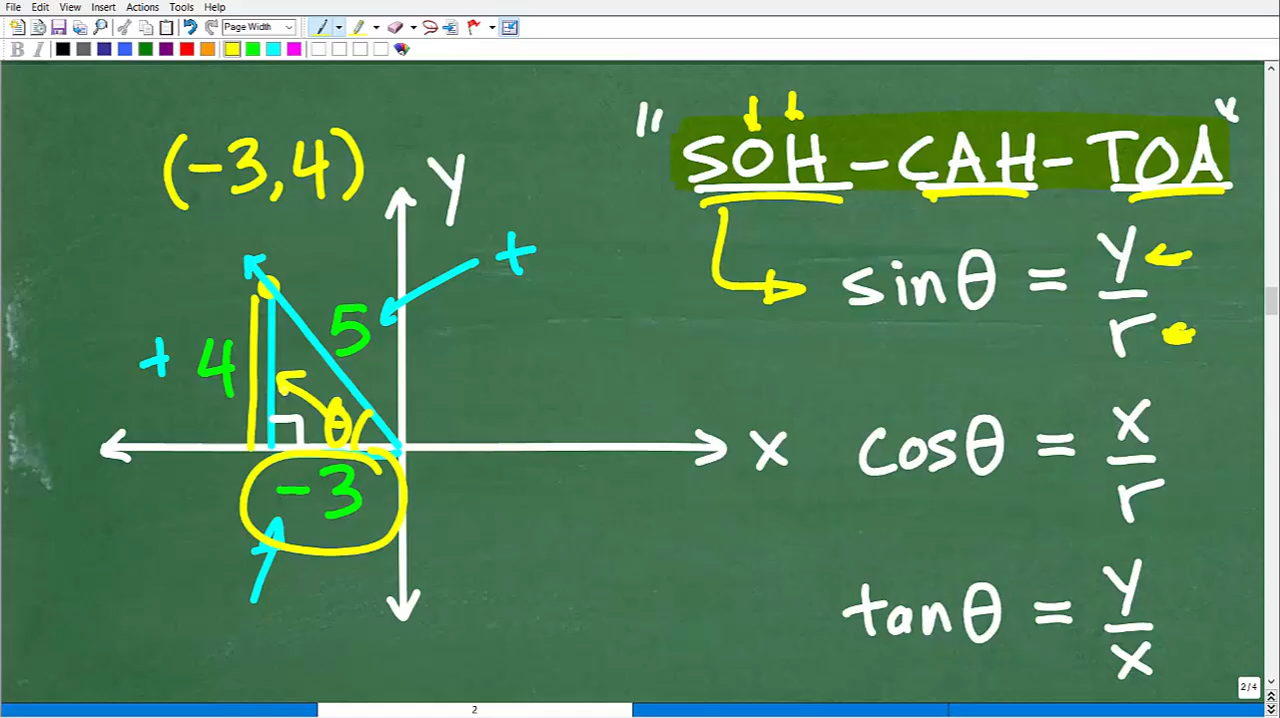 File Edit View Insert Actions Tools Help
Page Width
B I
(-3,4)
y
"SOH-CAH-TOA"
+
sinθ = y/r
5
+ 4
θ
x
cosθ = x/r
-3
tanθ = y/x
2/4
2